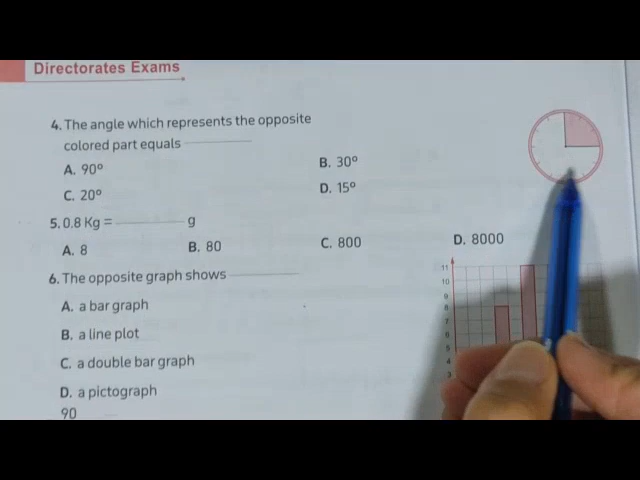 Directorates Exams
4. The angle which represents the opposite
colored part equals
A. 90°
B. 30°
C. 20°
D. 15°
5. 0.8 Kg = g
A. 8
B. 80
C. 800
D. 8000
6. The opposite graph shows
A. a bar graph
B. a line plot
C. a double bar graph
D. a pictograph
11
10
9
8
7
6
5
4
3
90